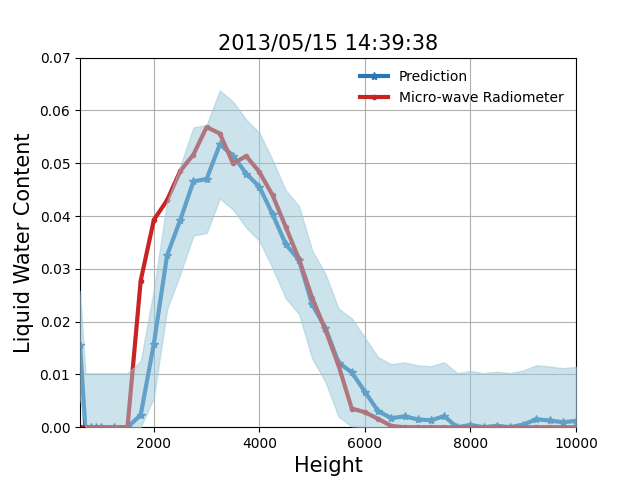 2013/05/15 14:39:38
Prediction
Micro-wave Radiometer
Liquid Water Content
0.07
0.06
0.05
0.04
0.03
0.02
0.01
0.00
2000 4000 6000 8000 10000
Height